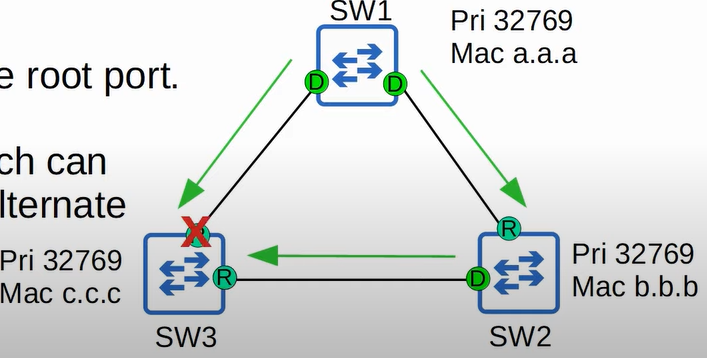 SW1
Pri 32769
Mac a.a.a
e root port.
ch can
lternate
D
D
R
R
D
Pri 32769
Mac c.c.c
Pri 32769
Mac b.b.b
SW3
SW2